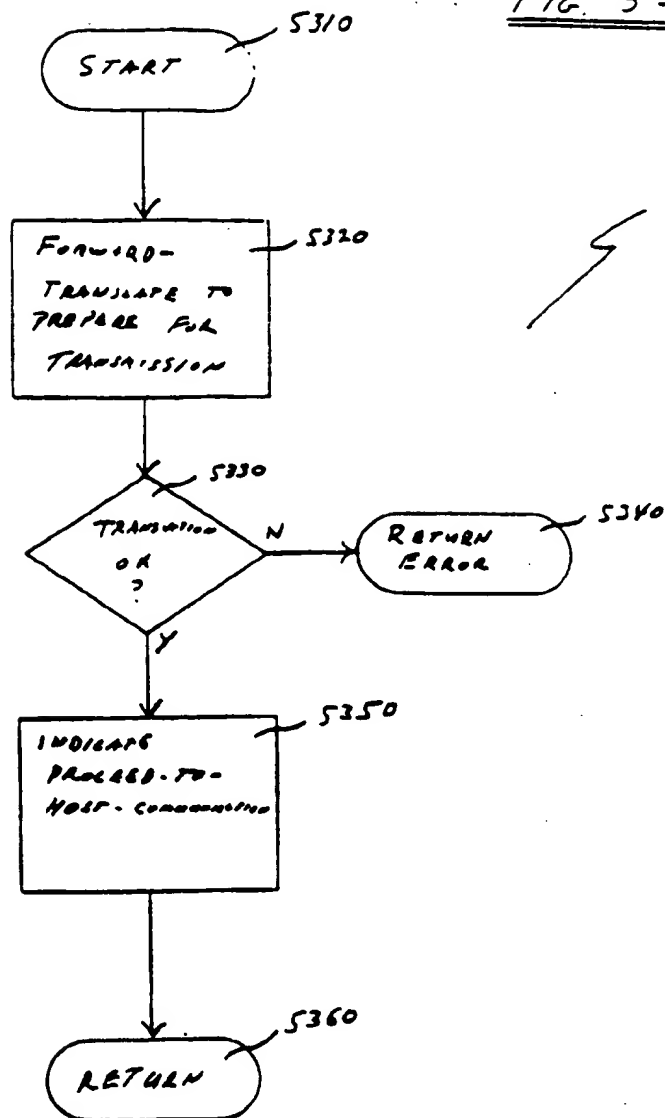 FIG. 5
5310
START
5320
FORWARD-
TRANSLATE TO
PREPARE FOR
TRANSMISSION
5330
TRANSLATION
OK
?
N
Y
5340
RETURN
ERROR
5350
INDICATE
PROCEED-TO-
HOST-COMMUNICATION
5360
RETURN